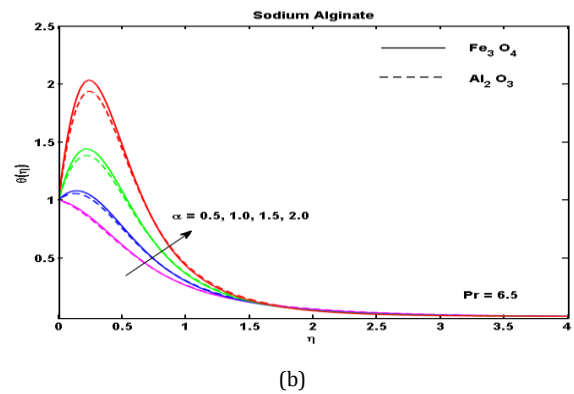 Sodium Alginate
2.5
2
1.5
1
0.5
θ(η)
Fe3 O4
Al2 O3
α = 0.5, 1.0, 1.5, 2.0
Pr = 6.5
0 0.5 1 1.5 2 2.5 3 3.5 4
η
(b)